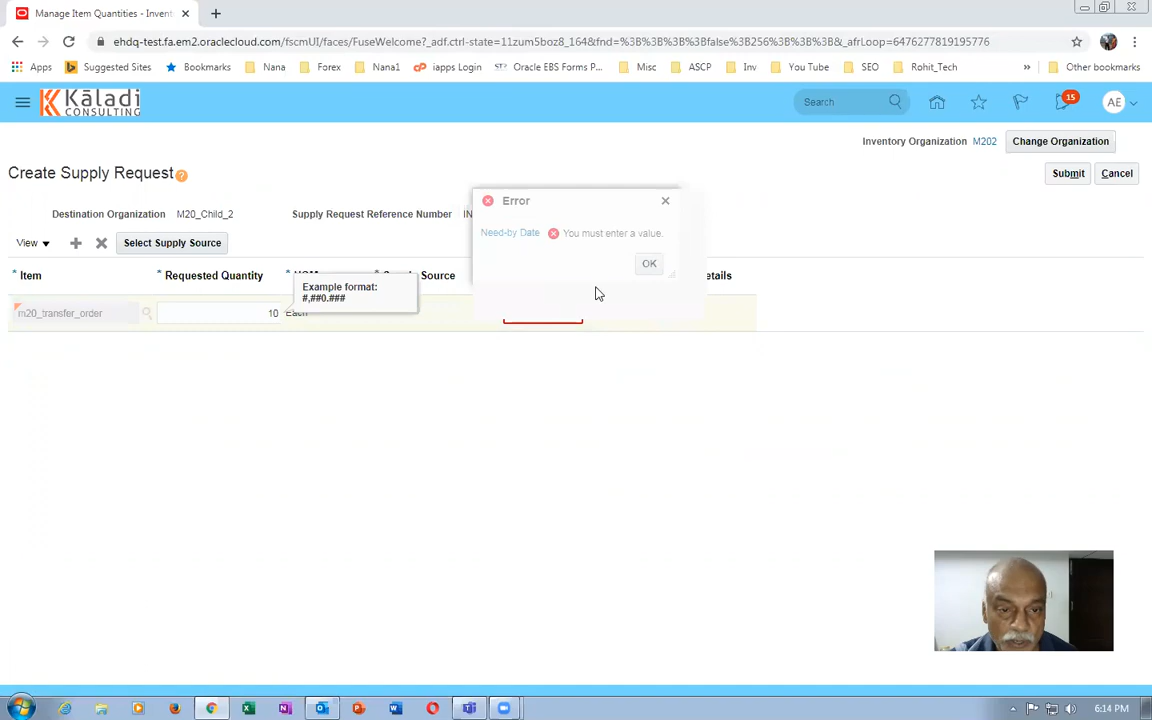 Manage Item Quantities - Invent
ehdq-test.fa.em2.oraclecloud.com/fscmUI/faces/FuseWelcome?_adf.ctrl-state=11zum5boz8_164&fnd=%3B%3B%3B%3Bfalse%3B256%3B%3B%3B&_afrLoop=6476277819195776
Apps Suggested Sites Bookmarks Nana Forex Nana1 iapps Login Oracle EBS Forms P... Misc ASCP Inv You Tube SEO Rohit_Tech » Other bookmarks
Kāladi
CONSULTING
Search
15
AE
Inventory Organization M202 Change Organization
Create Supply Request
Submit Cancel
Error
Destination Organization M20_Child_2 Supply Request Reference Number IN
Need-by Date You must enter a value.
View Select Supply Source
OK
* Item * Requested Quantity
Source
Example format:
#,##0.###
m20_transfer_order 10 Each
6:14 PM